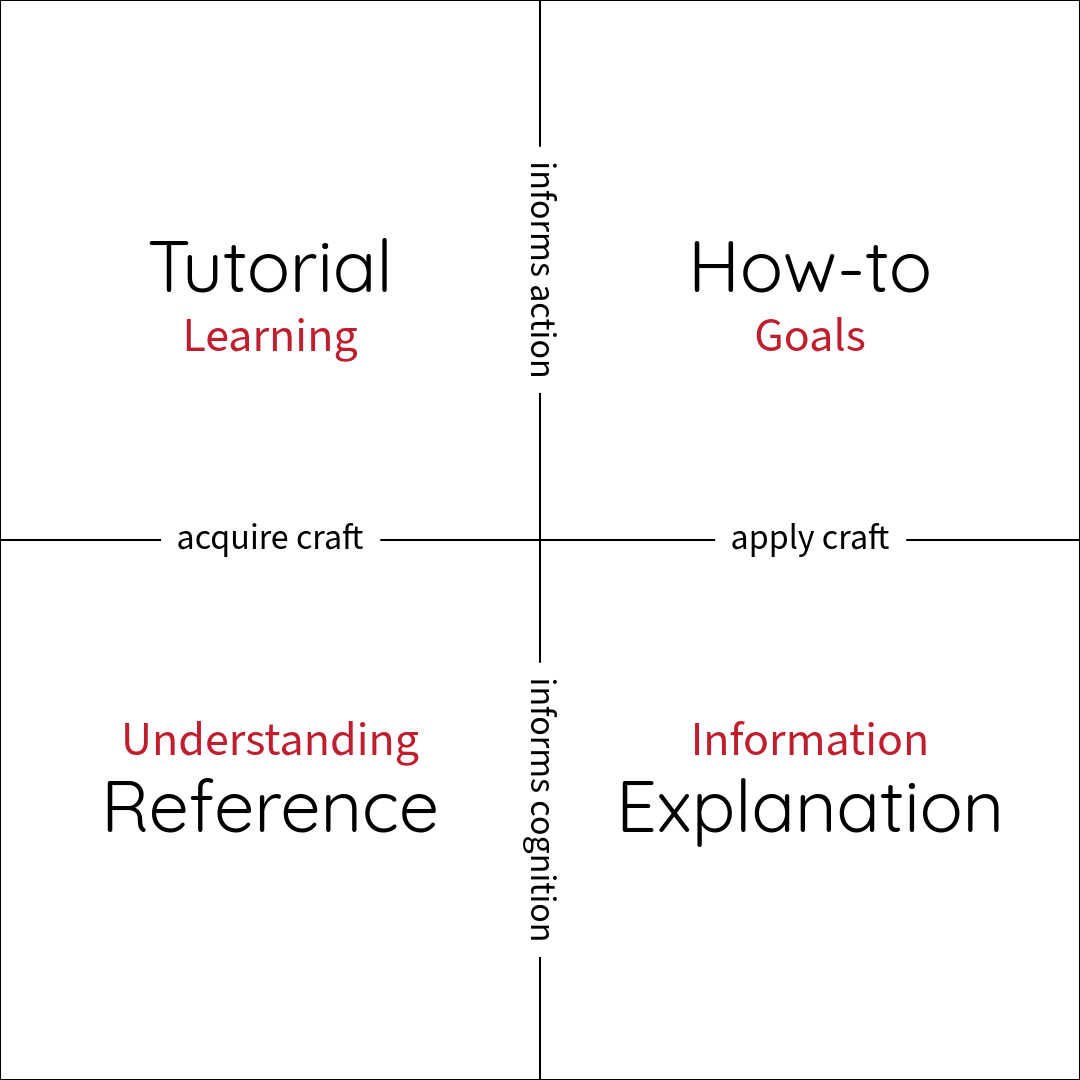 informs action
Tutorial
Learning
How-to
Goals
acquire craft
apply craft
Understanding
Reference
informs cognition
Information
Explanation